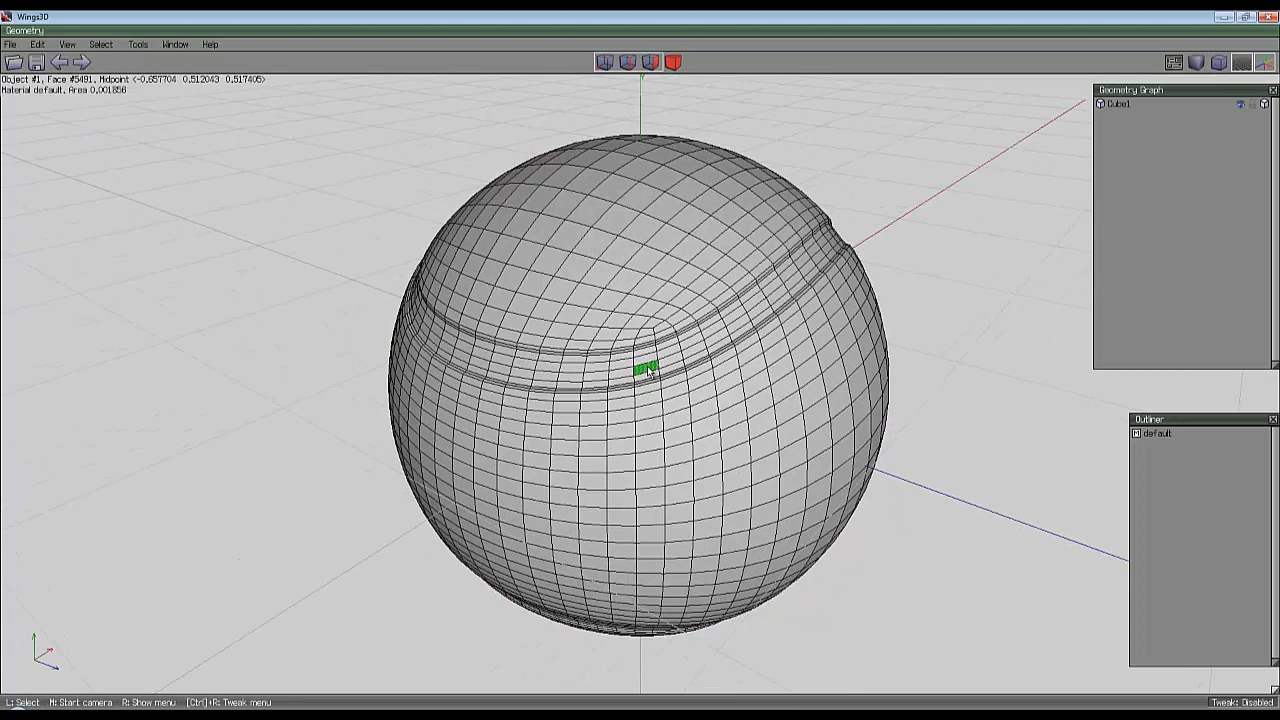 Wings3D
Geometry
File Edit View Select Tools Window Help
Object #1, Face #5491. Midpoint <-0.657704 0.512043 0.517405>
Material default. Area 0.001856
Geometry Graph
Cube1
Outliner
M default
L: Select M: Start camera R: Show menu [Ctrl]+R: Tweak menu
Tweak: Disabled